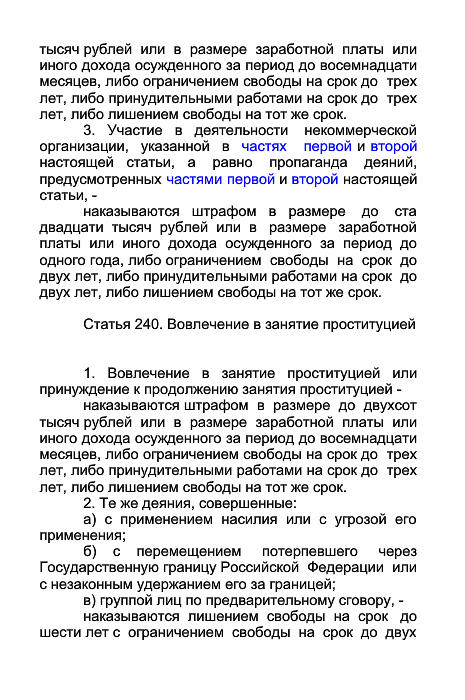 тысяч рублей или в размере заработной платы или
иного дохода осужденного за период до восемнадцати
месяцев, либо ограничением свободы на срок до трех
лет, либо принудительными работами на срок до трех
лет, либо лишением свободы на тот же срок.
3. Участие в деятельности некоммерческой
организации, указанной в частях первой и второй
настоящей статьи, а равно пропаганда деяний,
предусмотренных частями первой и второй настоящей
статьи, -
наказываются штрафом в размере до ста
двадцати тысяч рублей или в размере заработной
платы или иного дохода осужденного за период до
одного года, либо ограничением свободы на срок до
двух лет, либо принудительными работами на срок до
двух лет, либо лишением свободы на тот же срок.
Статья 240. Вовлечение в занятие проституцией
1. Вовлечение в занятие проституцией или
принуждение к продолжению занятия проституцией -
наказываются штрафом в размере до двухсот
тысяч рублей или в размере заработной платы или
иного дохода осужденного за период до восемнадцати
месяцев, либо ограничением свободы на срок до трех
лет, либо принудительными работами на срок до трех
лет, либо лишением свободы на тот же срок.
2. Те же деяния, совершенные:
а) с применением насилия или с угрозой его
применения;
б) с перемещением потерпевшего через
Государственную границу Российской Федерации или
с незаконным удержанием его за границей;
в) группой лиц по предварительному сговору, -
наказываются лишением свободы на срок до
шести лет с ограничением свободы на срок до двух